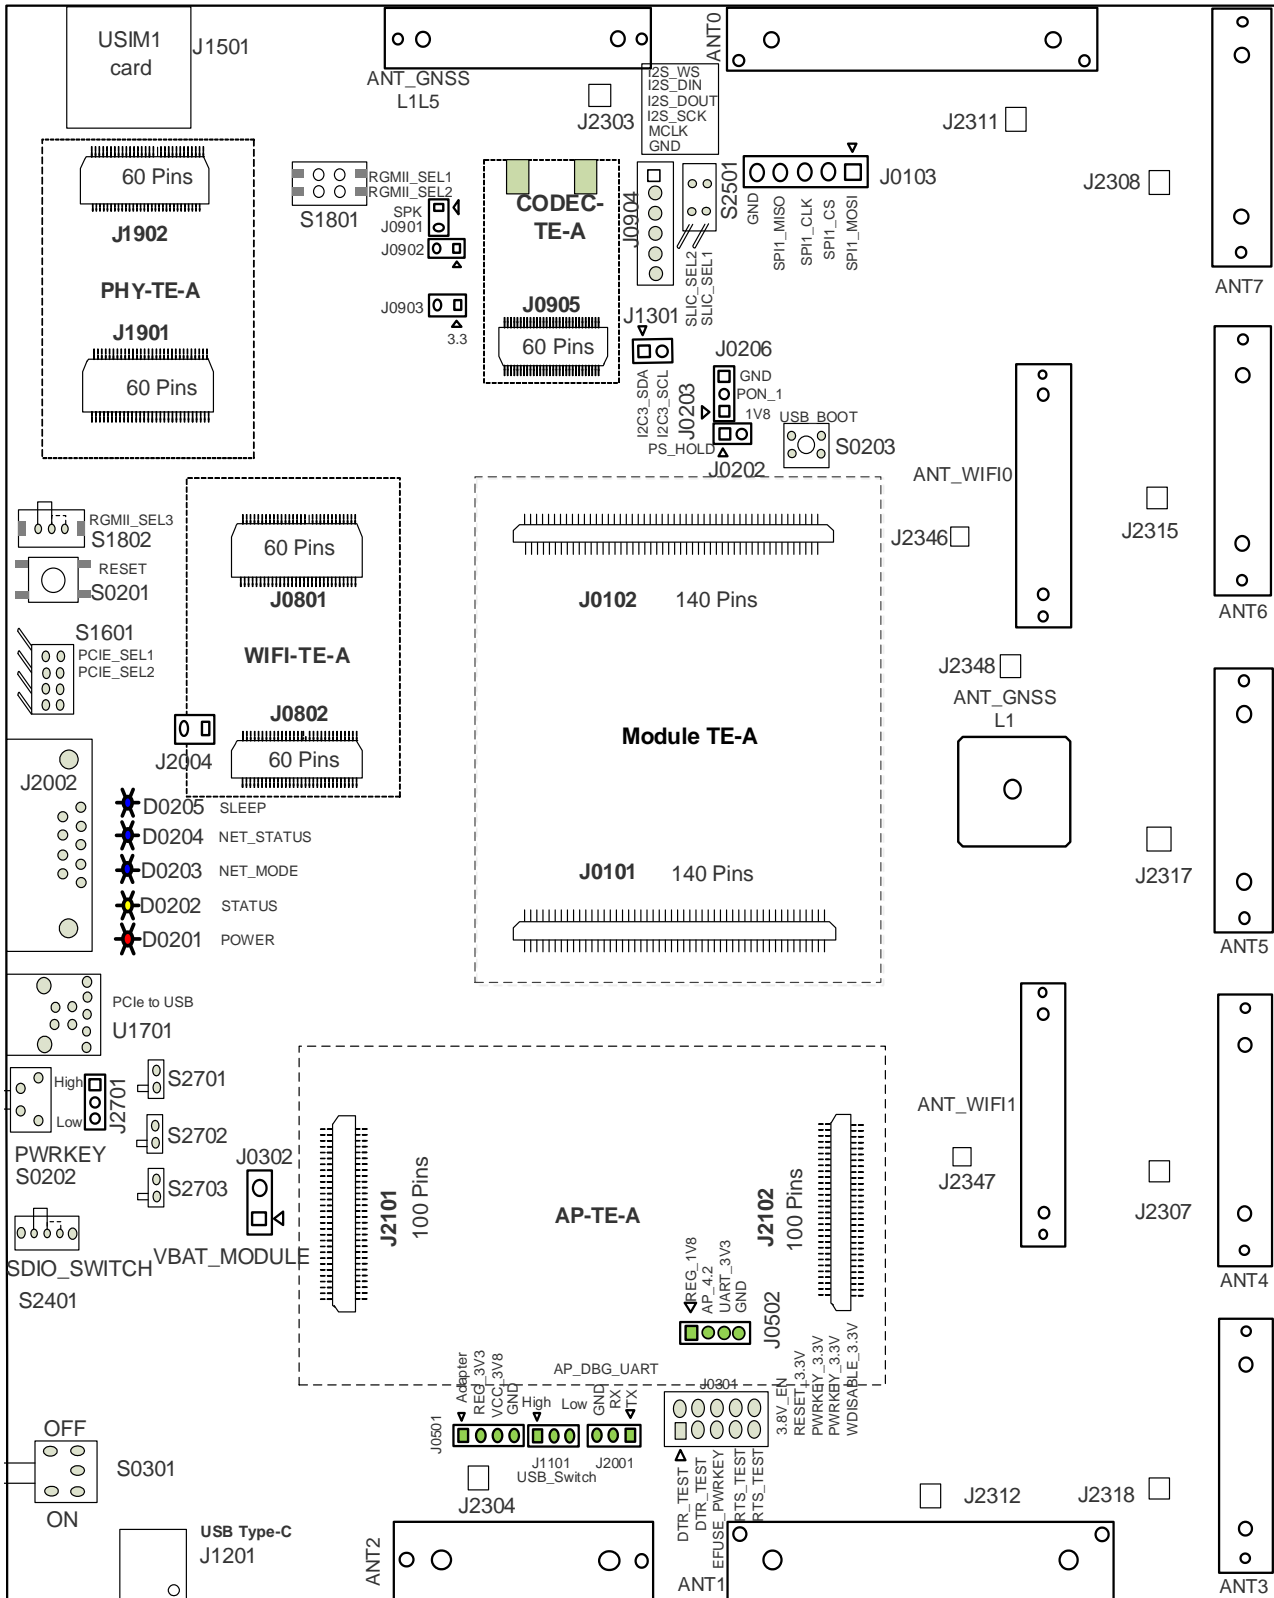 USIM1
card
J1501
ANT_GNSS
L1L5
J2303
I2S_WS
I2S_DIN
I2S_DOUT
I2S_SCK
MCLK
GND
ANT0
J2311
J2308
ANT7
60 Pins
J1902
PHY-TE-A
J1901
60 Pins
RGMII_SEL1
RGMII_SEL2
S1801
SPK
J0901
J0902
J0903
3.3
CODEC-
TE-A
J0905
60 Pins
J0904
S2501
SLIC_SEL2
SLIC_SEL1
J0103
GND
SPI1_MISO
SPI1_CLK
SPI1_CS
SPI1_MOSI
J1301
I2C3_SDA
I2C3_SCL
J0206
GND
PON_1
1V8
J0203
PS_HOLD
J0202
USB_BOOT
S0203
ANT_WIFI0
J2346
J2315
ANT6
RGMII_SEL3
S1802
RESET
S0201
S1601
PCIE_SEL1
PCIE_SEL2
60 Pins
J0801
WIFI-TE-A
J0802
60 Pins
J2004
J0102 140 Pins
Module TE-A
J0101 140 Pins
J2348
ANT_GNSS
L1
J2317
ANT5
J2002
D0205 SLEEP
D0204 NET_STATUS
D0203 NET_MODE
D0202 STATUS
D0201 POWER
PCIe to USB
U1701
High
Low
J2701
PWRKEY
S0202
S2701
S2702
S2703
J0302
VBAT_MODULE
SDIO_SWITCH
S2401
J2101
100 Pins
AP-TE-A
J2102
100 Pins
REG_1V8
AP_4.2
UART_3V3
GND
J0502
ANT_WIFI1
J2347
J2307
ANT4
Adapter
REG_3V3
VCC_3V8
GND
J0501
High
Low
J1101
USB_Switch
AP_DBG_UART
GND
RX
TX
J2001
J0301
3.8V_EN
RESET_3.3V
PWRKEY_3.3V
PWRKEY_3.3V
WDISABLE_3.3V
DTR_TEST
DTR_TEST
EFUSE_PWRKEY
RTS_TEST
RTS_TEST
OFF
S0301
ON
J2304
J2312
J2318
USB Type-C
J1201
ANT2
ANT1
ANT3